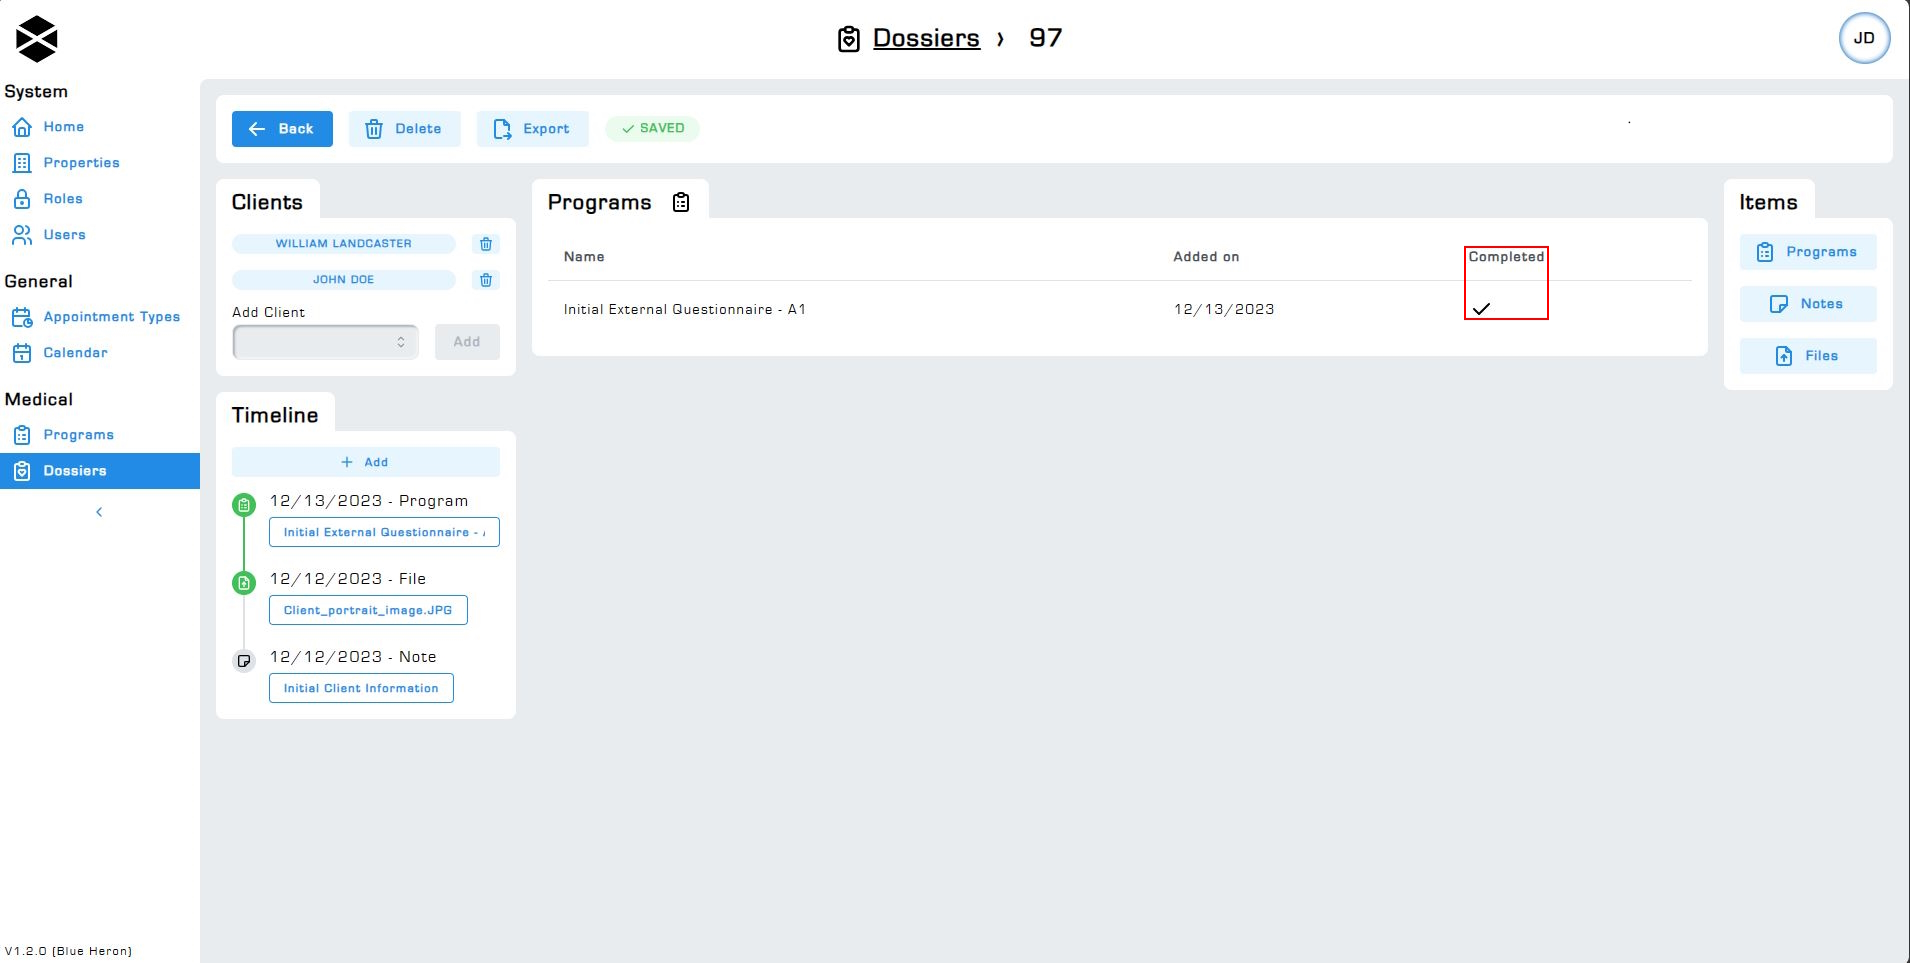 Dossiers › 97
JD
System
Home
Properties
Roles
Users
General
Appointment Types
Calendar
Medical
Programs
Dossiers
V1.2.0 (Blue Heron)
Back
Delete
Export
SAVED
Clients
WILLIAM LANDCASTER
JOHN DOE
Add Client
Add
Timeline
+ Add
12/13/2023 - Program
Initial External Questionnaire -
12/12/2023 - File
Client_portrait_image.JPG
12/12/2023 - Note
Initial Client Information
Programs
Name Added on Completed
Initial External Questionnaire - A1 12/13/2023
Items
Programs
Notes
Files